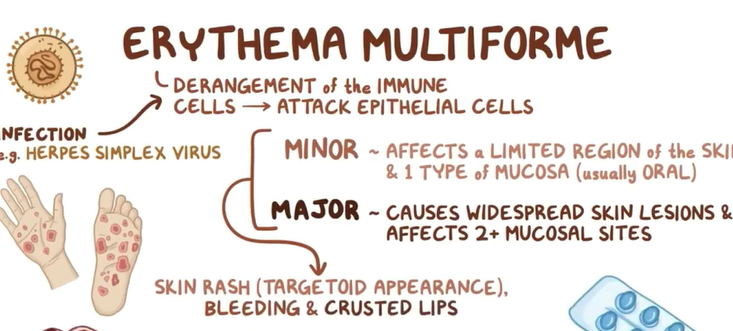 ERYTHEMA MULTIFORME
DERANGEMENT of the IMMUNE
CELLS → ATTACK EPITHELIAL CELLS
NFECTION
e.g. HERPES SIMPLEX VIRUS
MINOR ~ AFFECTS a LIMITED REGION of the SKI
& 1 TYPE of MUCOSA (usually ORAL)
MAJOR ~ CAUSES WIDESPREAD SKIN LESIONS &
AFFECTS 2+ MUCOSAL SITES
SKIN RASH (TARGETOID APPEARANCE),
BLEEDING & CRUSTED LIPS